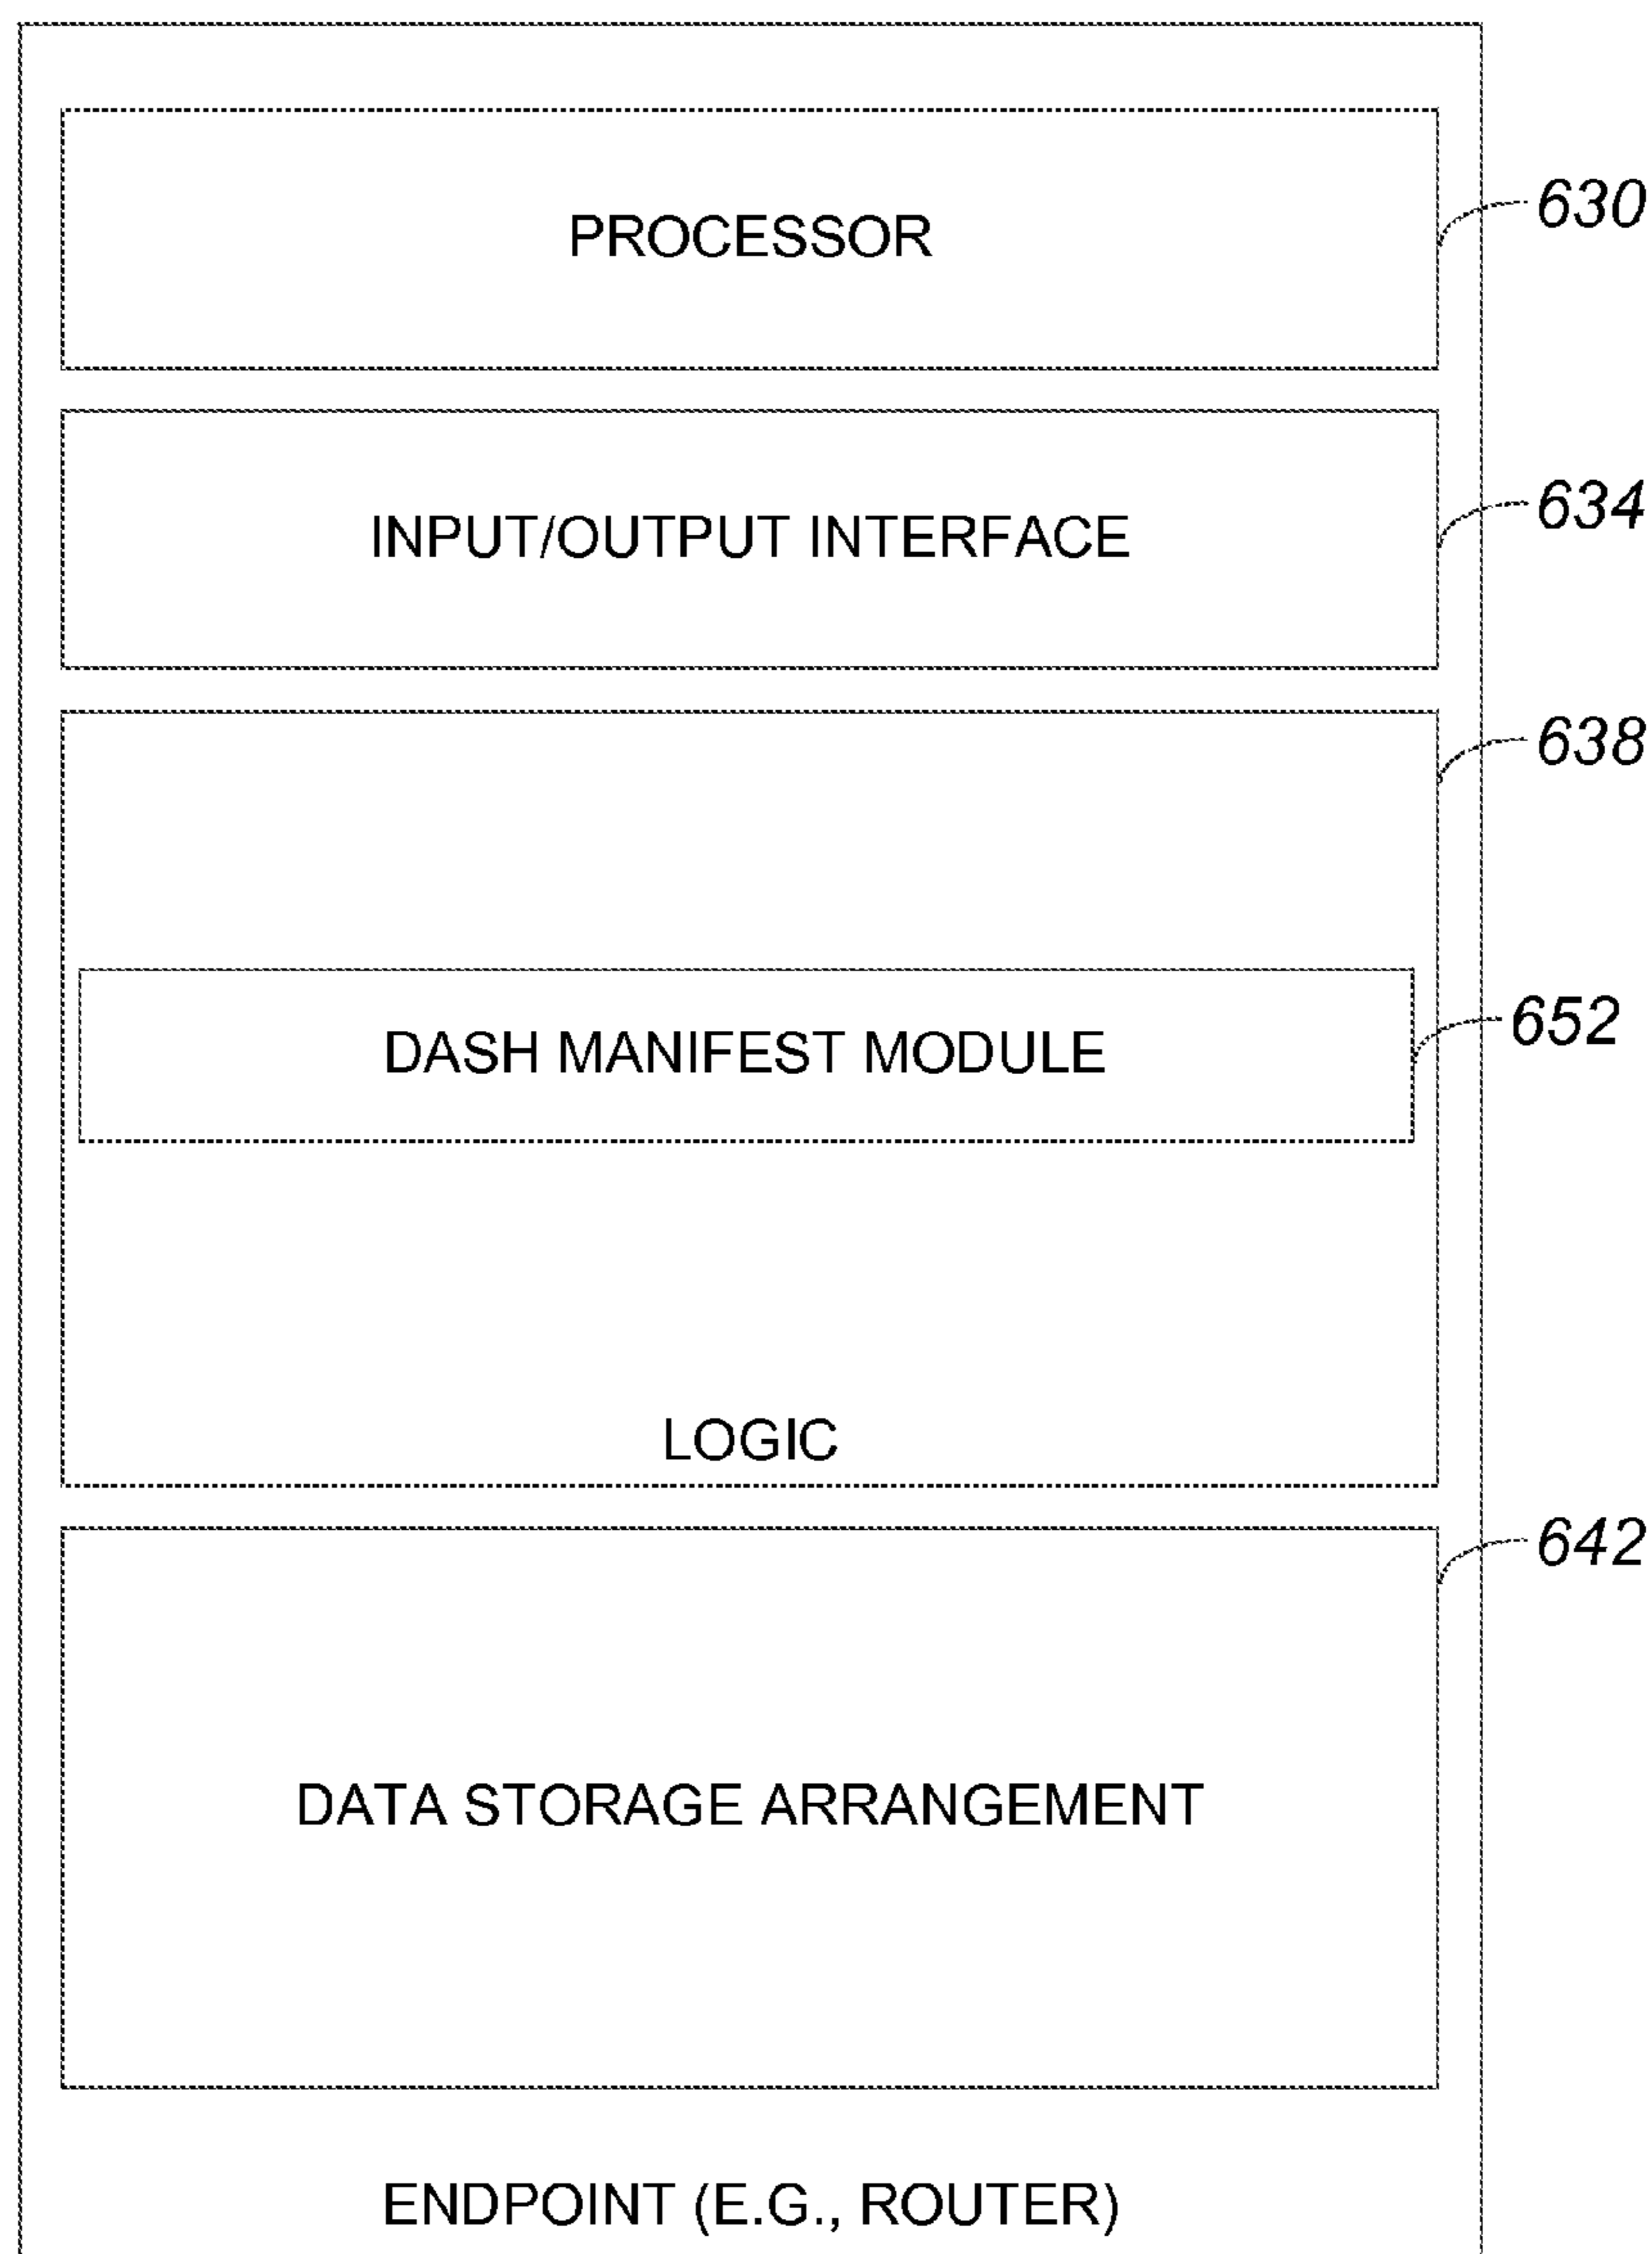 PROCESSOR
630
INPUT/OUTPUT INTERFACE
634
638
DASH MANIFEST MODULE
652
LOGIC
642
DATA STORAGE ARRANGEMENT
ENDPOINT (E.G., ROUTER)